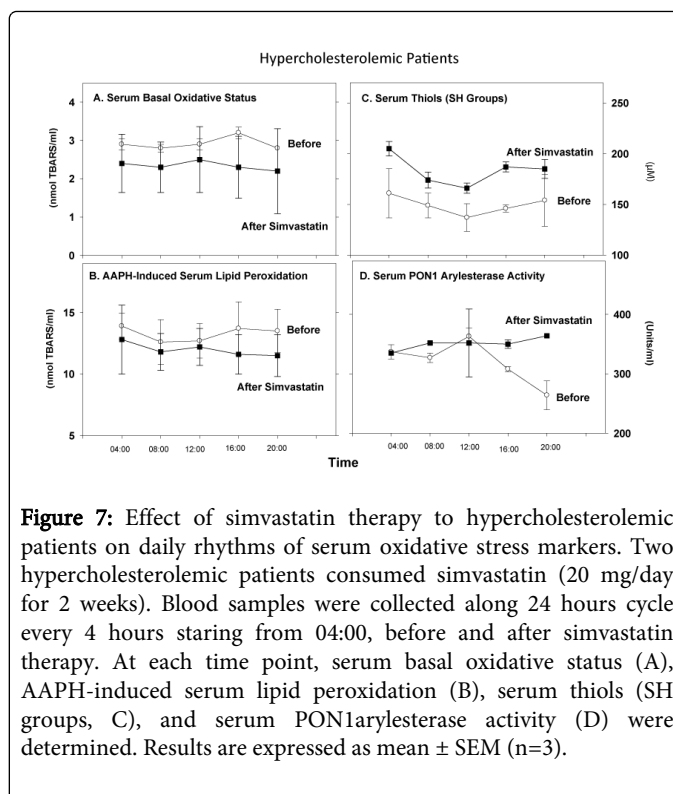 Hypercholesterolemic Patients
A. Serum Basal Oxidative Status
4
3
2
1
0
(nmol TBARS/ml)
Before
After Simvastatin
C. Serum Thiols (SH Groups)
250
200
150
100
(µM)
After Simvastatin
Before
B. AAPH-Induced Serum Lipid Peroxidation
15
10
5
(nmol TBARS/ml)
Before
After Simvastatin
04:00 08:00 12:00 16:00 20:00
D. Serum PON1 Arylesterase Activity
400
300
200
(Units/ml)
After Simvastatin
Before
04:00 08:00 12:00 16:00 20:00
Time
Figure 7: Effect of simvastatin therapy to hypercholesterolemic
patients on daily rhythms of serum oxidative stress markers. Two
hypercholesterolemic patients consumed simvastatin (20 mg/day
for 2 weeks). Blood samples were collected along 24 hours cycle
every 4 hours staring from 04:00, before and after simvastatin
therapy. At each time point, serum basal oxidative status (A),
AAPH-induced serum lipid peroxidation (B), serum thiols (SH
groups, C), and serum PON1arylesterase activity (D) were
determined. Results are expressed as mean ± SEM (n=3).